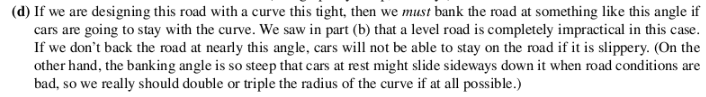 (d) If we are designing this road with a curve this tight, then we must bank the road at something like this angle if
cars are going to stay with the curve. We saw in part (b) that a level road is completely impractical in this case.
If we don't back the road at nearly this angle, cars will not be able to stay on the road if it is slippery. (On the
other hand, the banking angle is so steep that cars at rest might slide sideways down it when road conditions are
bad, so we really should double or triple the radius of the curve if at all possible.)